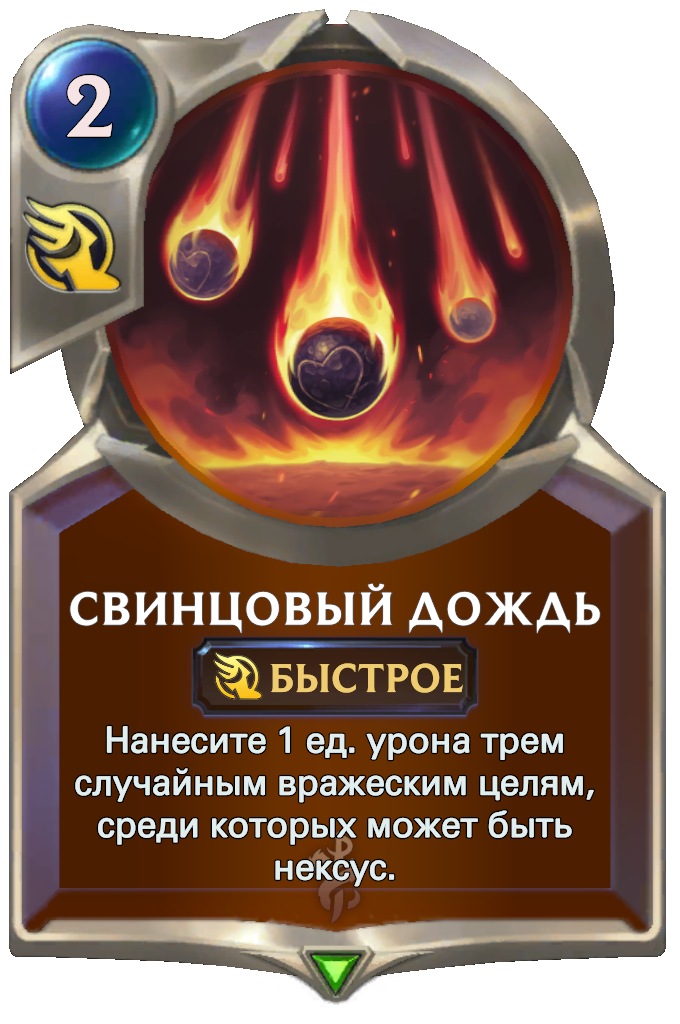 2
СВИНЦОВЫЙ ДОЖДЬ
БЫСТРОЕ
Нанесите 1 ед. урона трем
случайным вражеским целям,
среди которых может быть
нексус.